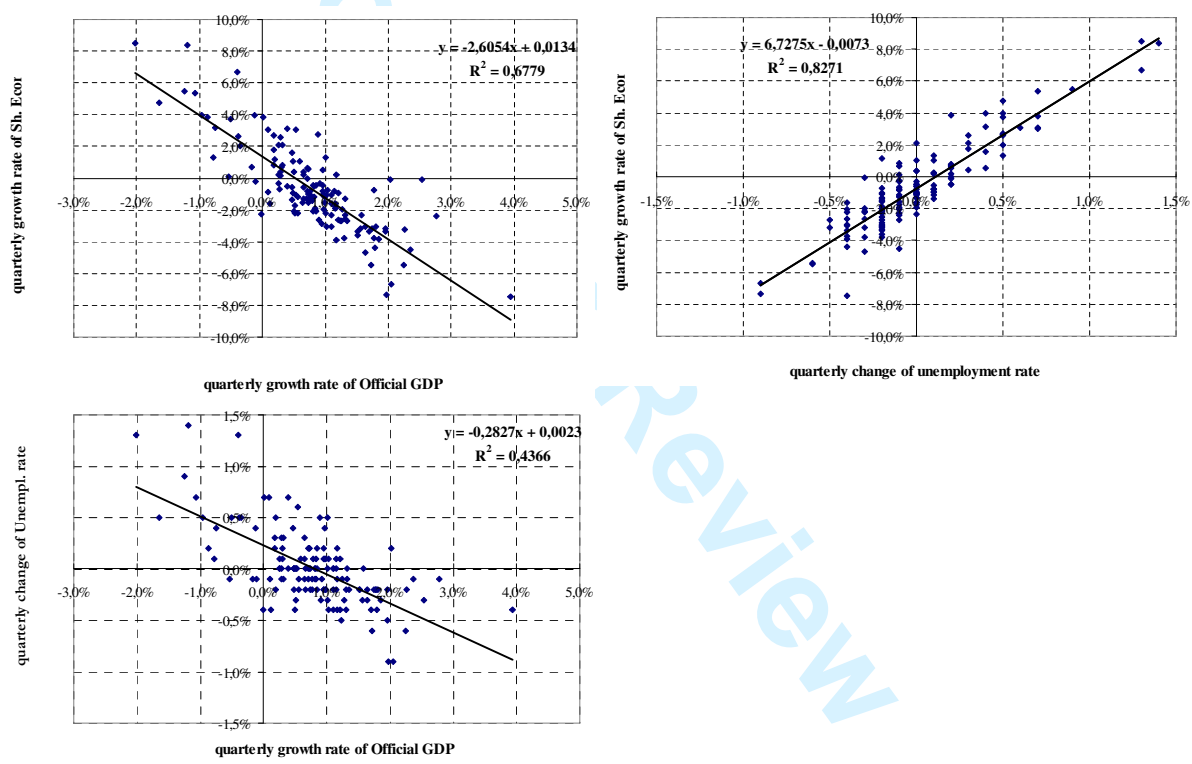 10,0%
8,0%
6,0%
4,0%
2,0%
0,0%
-2,0%
-4,0%
-6,0%
-8,0%
-10,0%
-3,0% -2,0% -1,0% 0,0% 1,0% 2,0% 3,0% 4,0% 5,0%
y = -2,6054x + 0,0134
R² = 0,6779
quarterly growth rate of Sh. Ecor
quarterly growth rate of Official GDP
10,0%
8,0%
6,0%
4,0%
2,0%
0,0%
-2,0%
-4,0%
-6,0%
-8,0%
-10,0%
-1,5% -1,0% -0,5% 0,0% 0,5% 1,0% 1,5%
y = 6,7275x - 0,0073
R² = 0,8271
quarterly growth rate of Sh. Ecor
quarterly change of unemployment rate
1,5%
1,0%
0,5%
0,0%
-0,5%
-1,0%
-1,5%
-3,0% -2,0% -1,0% 0,0% 1,0% 2,0% 3,0% 4,0% 5,0%
y = -0,2827x + 0,0023
R² = 0,4366
quarterly change of Unempl. rate
quarterly growth rate of Official GDP
Review